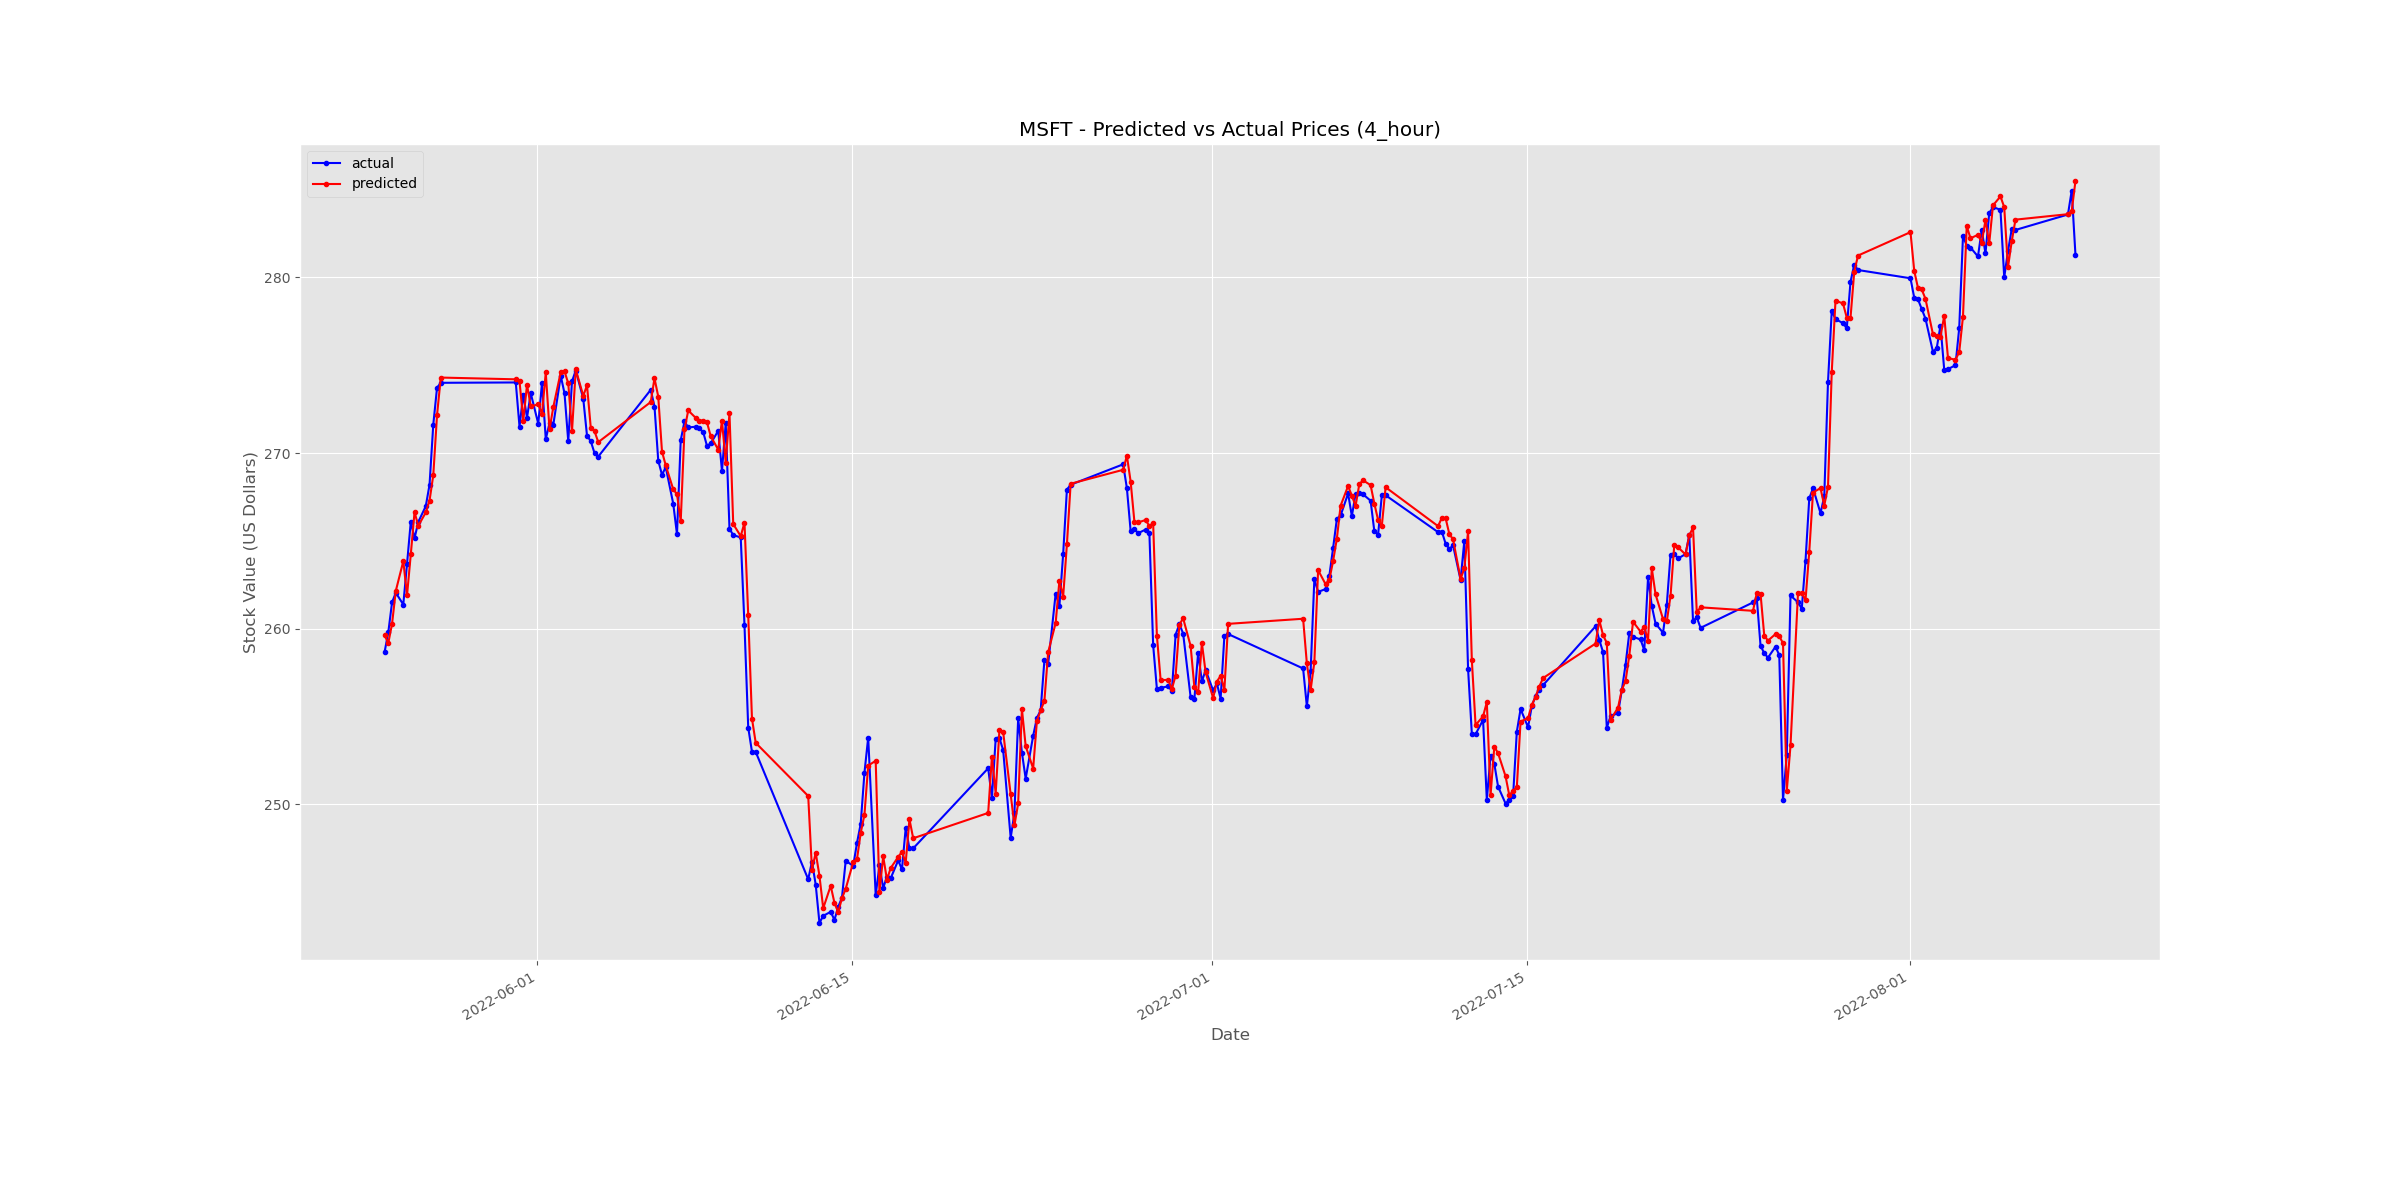 MSFT - Predicted vs Actual Prices (4_hour)
actual
predicted
Stock Value (US Dollars)
280
270
260
250
2022-06-01
2022-06-15
2022-07-01
2022-07-15
2022-08-01
Date